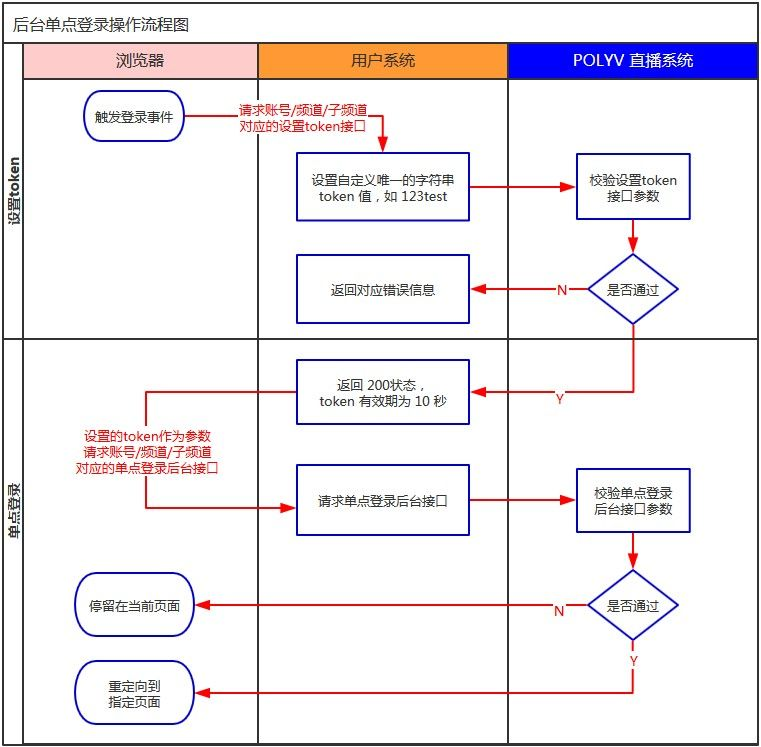 后台单点登录操作流程图
浏览器
用户系统
POLYV 直播系统
设置token
触发登录事件
请求账号/频道/子频道
对应的设置token接口
设置自定义唯一的字符串
token 值，如 123test
校验设置token
接口参数
返回对应错误信息
N
是否通过
Y
单点登录
返回 200状态，
token 有效期为 10 秒
设置的token作为参数
请求账号/频道/子频道
对应的单点登录后台接口
请求单点登录后台接口
校验单点登录
后台接口参数
停留在当前页面
N
是否通过
Y
重定向到
指定页面